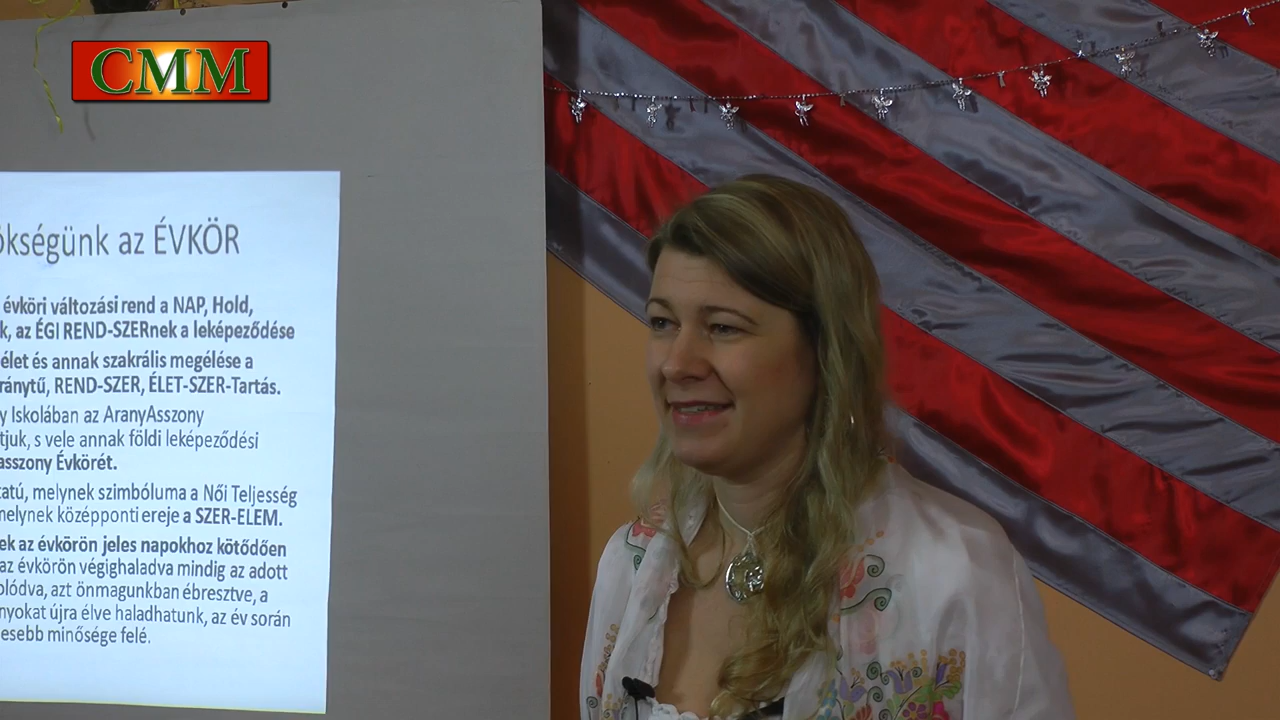 CMM
ökségünk az ÉVKÖR
évköri változási rend a NAP, Hold,
k, az ÉGI REND-SZERnek a leképeződése
élet és annak szakrális megélése a
ránytű, REND-SZER, ÉLET-SZER-Tartás.
y Iskolában az AranyAsszony
tjuk, s vele annak földi leképeződési
asszony Évkörét.
tatú, melynek szimbóluma a Női Teljesség
melynek középponti ereje a SZER-ELEM.
ek az évkörön jeles napokhoz kötődően
az évkörön végighaladva mindig az adott
olódva, azt önmagunkban ébresztve, a
nyokat újra élve haladhatunk, az év során
esebb minősége felé.